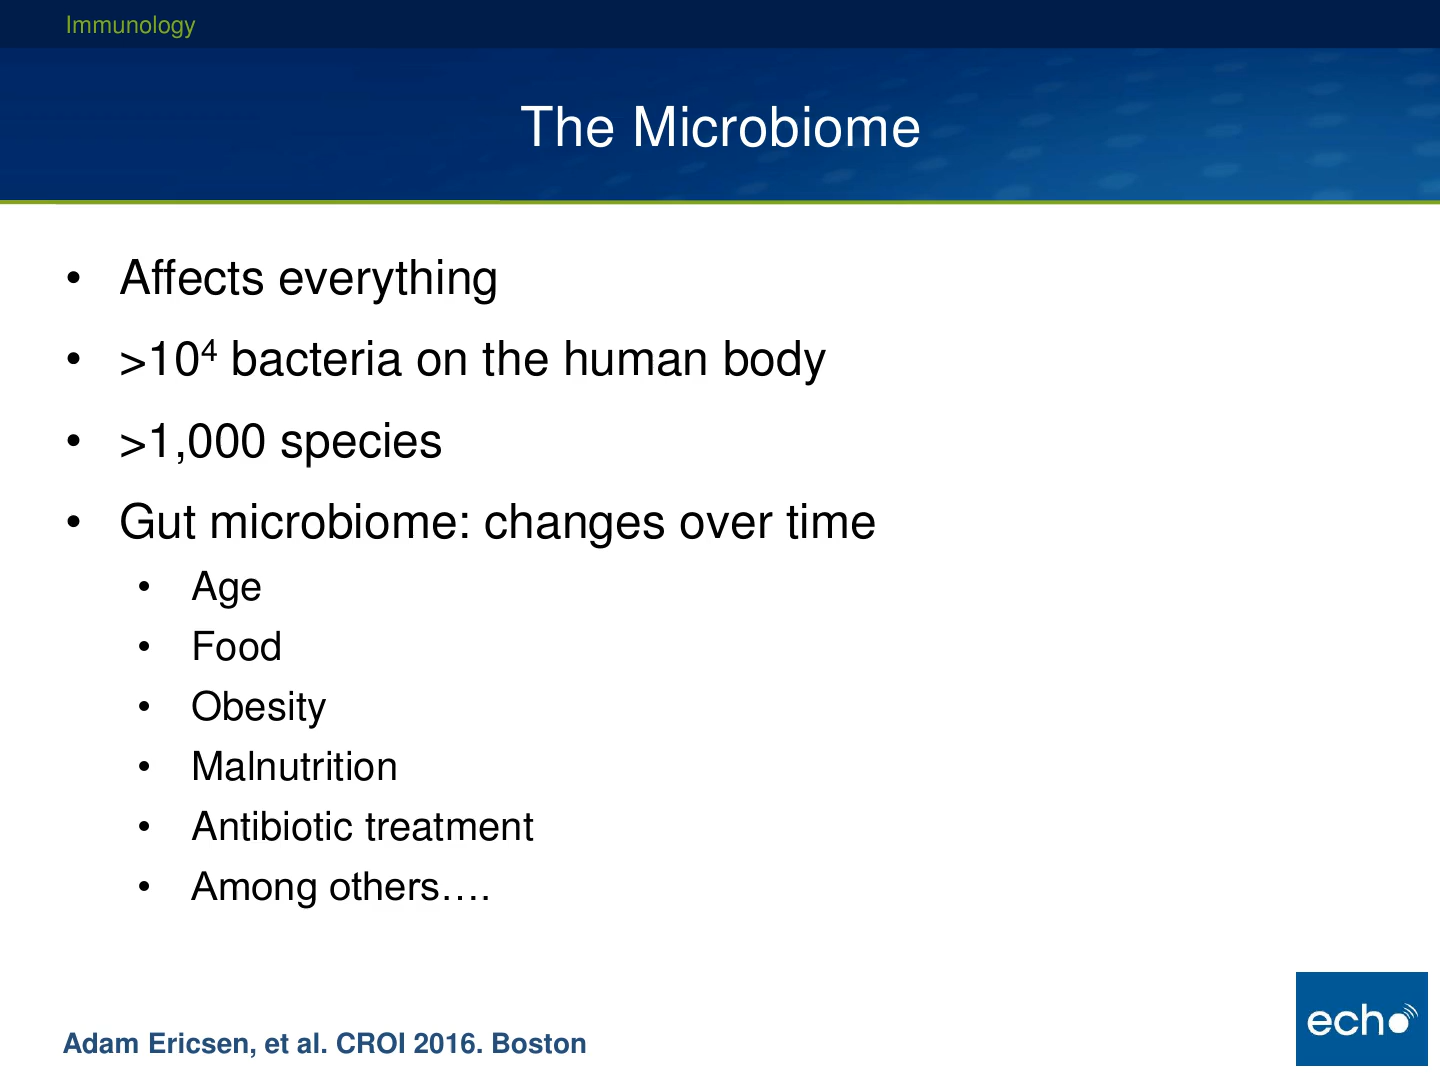 Immunology
The Microbiome
• Affects everything
• >10⁴ bacteria on the human body
• >1,000 species
• Gut microbiome: changes over time
• Age
• Food
• Obesity
• Malnutrition
• Antibiotic treatment
• Among others….
Adam Ericsen, et al. CROI 2016. Boston
echo